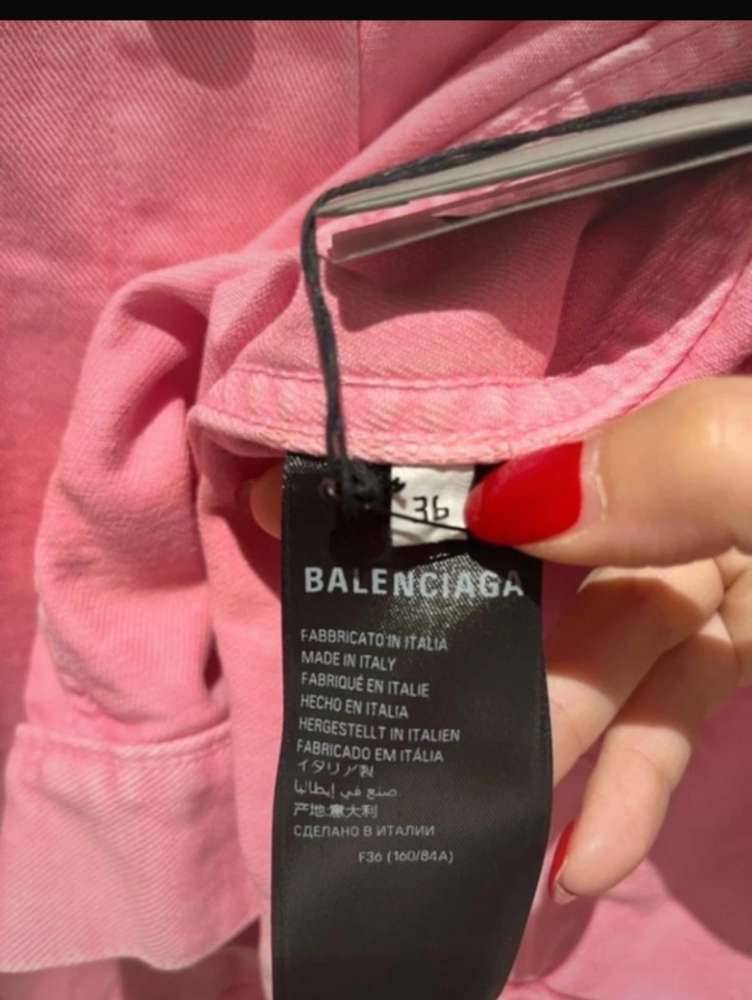 36
BALENCIAGA
FABBRICATO IN ITALIA
MADE IN ITALY
FABRIQUÉ EN ITALIE
HECHO EN ITALIA
HERGESTELLT IN ITALIEN
FABRICADO EM ITÁLIA
イタリア製
صنع في إيطاليا
产地:意大利
СДЕЛАНО В ИТАЛИИ
F36 (160/84A)